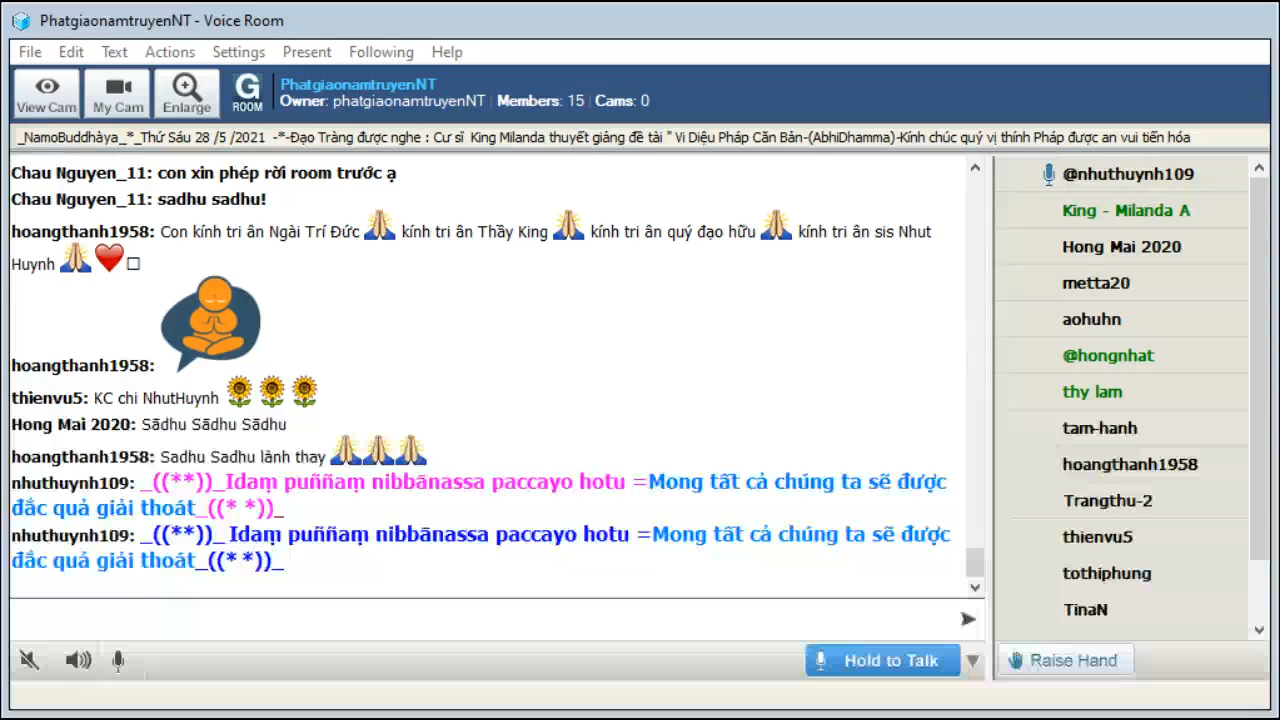 PhatgiaonamtruyenNT - Voice Room
File Edit Text Actions Settings Present Following Help
View Cam My Cam Enlarge G ROOM
PhatgiaonamtruyenNT
Owner: phatgiaonamtruyenNT | Members: 15 | Cams: 0
_NamoBuddhàya_*_Thứ Sáu 28 /5 /2021 -*-Đạo Tràng được nghe : Cư sĩ King Milanda thuyết giảng đề tài " Vi Diệu Pháp Căn Bản-(AbhiDhamma)-Kính chúc quý vị thính Pháp được an vui tiến hóa
Chau Nguyen_11: con xin phép rời room trước ạ
Chau Nguyen_11: sadhu sadhu!
hoangthanh1958: Con kính tri ân Ngài Trí Đức 🙏 kính tri ân Thầy King 🙏 kính tri ân quý đạo hữu 🙏 kính tri ân sis Nhut
Huynh 🙏❤️□
hoangthanh1958:
thienvu5: KC chi NhutHuynh 🌻🌻🌻
Hong Mai 2020: Sādhu Sādhu Sādhu
hoangthanh1958: Sadhu Sadhu lành thay 🙏🙏🙏
nhuthuynh109: _((**))_Idaṃ puññaṃ nibbānassa paccayo hotu =Mong tất cả chúng ta sẽ được
đắc quả giải thoát_((* *))_
nhuthuynh109: _((**))_ Idaṃ puññaṃ nibbānassa paccayo hotu =Mong tất cả chúng ta sẽ được
đắc quả giải thoát_((* *))_
Hold to Talk
@nhuthuynh109
King - Milanda A
Hong Mai 2020
metta20
aohuhn
@hongnhat
thy lam
tam-hanh
hoangthanh1958
Trangthu-2
thienvu5
tothiphung
TinaN
Raise Hand